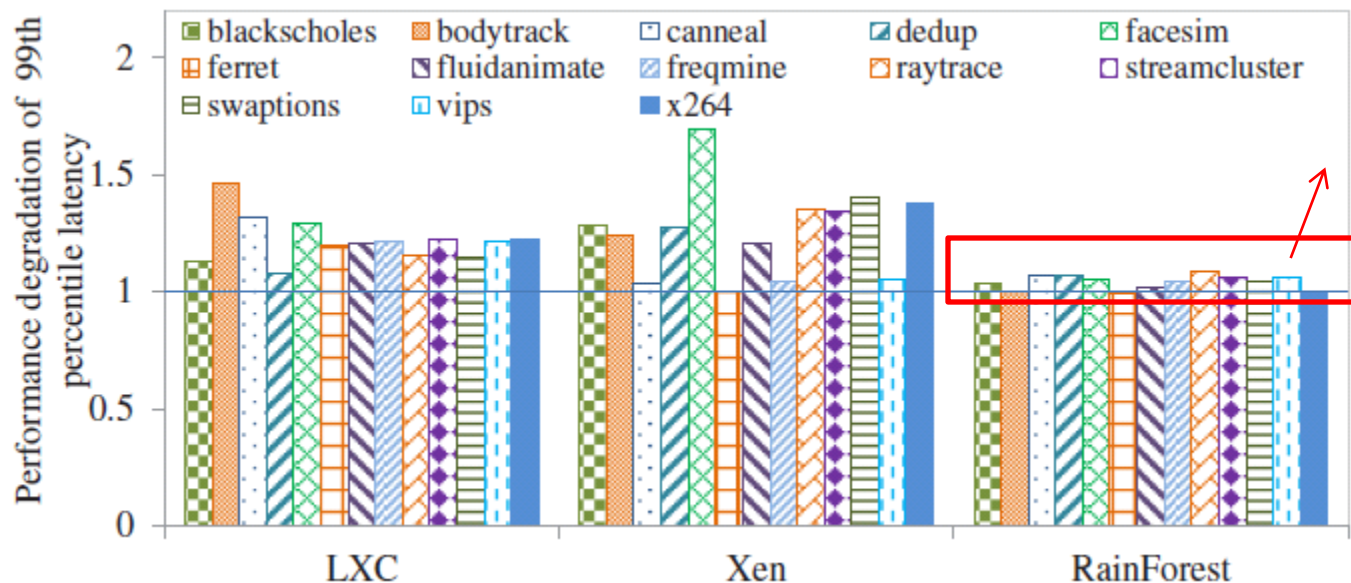 Performance degradation of 99th
percentile latency
2
1.5
1
0.5
0
blackscholes bodytrack canneal dedup facesim
ferret fluidanimate freqmine raytrace streamcluster
swaptions vips x264
LXC Xen RainForest